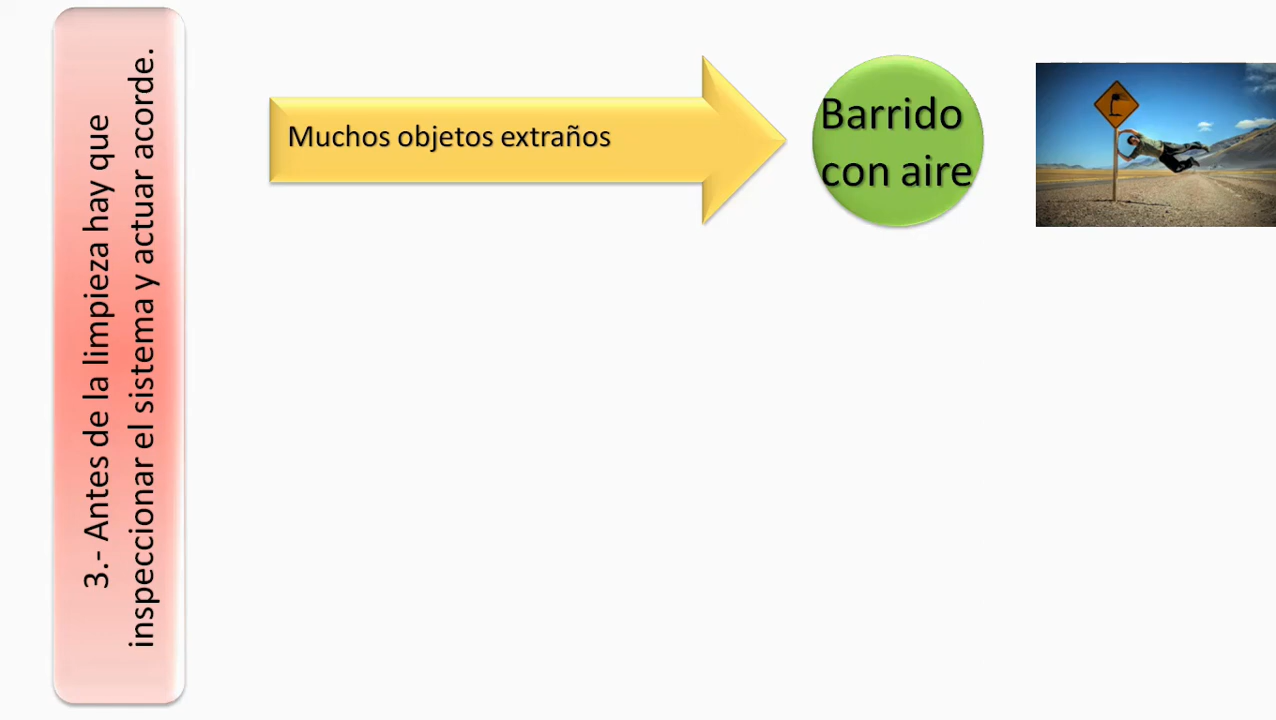 3.- Antes de la limpieza hay que
inspeccionar el sistema y actuar acorde.
Muchos objetos extraños
Barrido
con aire